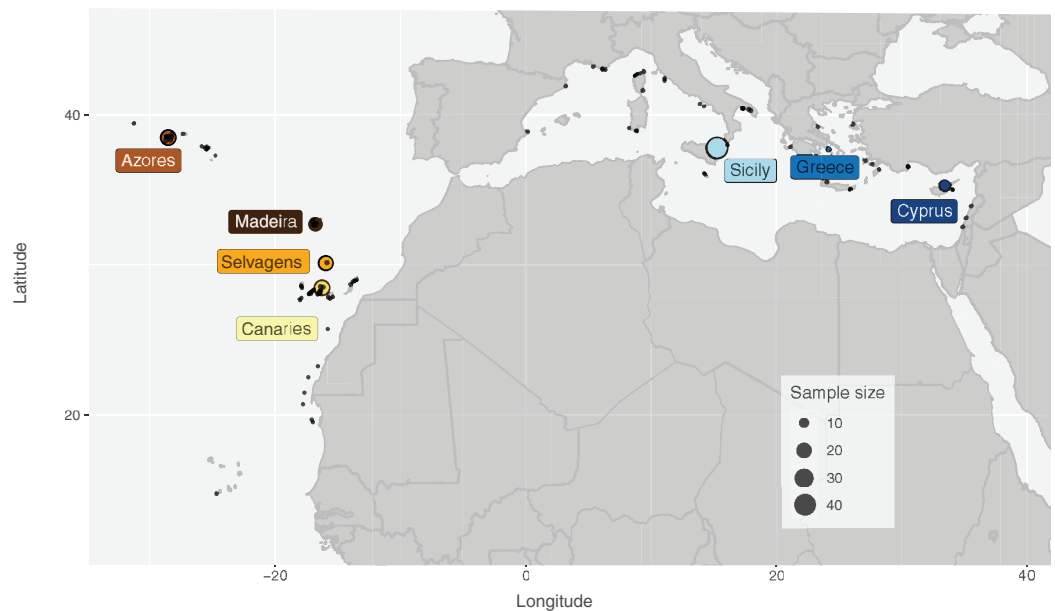 40
20
Latitude
Azores
Madeira
Selvagens
Canaries
Sicily
Greece
Cyprus
Sample size
10
20
30
40
−20
0
20
40
Longitude